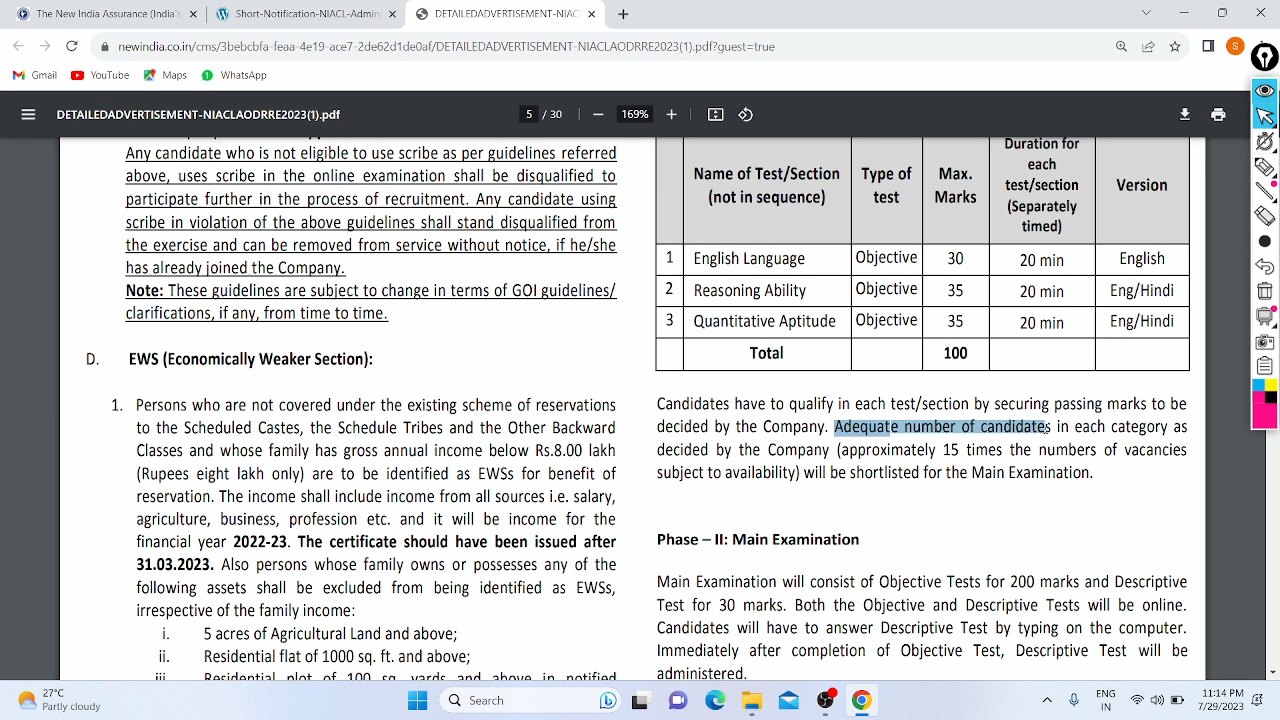 The New India Assurance (India's
Short-Notification-NIACL-Admin
DETAILEDADVERTISEMENT-NIACL
newindia.co.in/cms/3bebcbfa-feaa-4e19-ace7-2de62d1de0af/DETAILEDADVERTISEMENT-NIACLAODRRE2023(1).pdf?guest=true
S
Gmail
YouTube
Maps
WhatsApp
DETAILEDADVERTISEMENT-NIACLAODRRE2023(1).pdf
5 / 30
169%
Any candidate who is not eligible to use scribe as per guidelines referred
above, uses scribe in the online examination shall be disqualified to
participate further in the process of recruitment. Any candidate using
scribe in violation of the above guidelines shall stand disqualified from
the exercise and can be removed from service without notice, if he/she
has already joined the Company.
Note: These guidelines are subject to change in terms of GOI guidelines/
clarifications, if any, from time to time.
D. EWS (Economically Weaker Section):
1. Persons who are not covered under the existing scheme of reservations
to the Scheduled Castes, the Schedule Tribes and the Other Backward
Classes and whose family has gross annual income below Rs.8.00 lakh
(Rupees eight lakh only) are to be identified as EWSs for benefit of
reservation. The income shall include income from all sources i.e. salary,
agriculture, business, profession etc. and it will be income for the
financial year 2022-23. The certificate should have been issued after
31.03.2023. Also persons whose family owns or possesses any of the
following assets shall be excluded from being identified as EWSs,
irrespective of the family income:
i. 5 acres of Agricultural Land and above;
ii. Residential flat of 1000 sq. ft. and above;
iii. Residential plot of 100 sq. yards and above in notified
Name of Test/Section (not in sequence) Type of test Max. Marks Duration for each test/section (Separately timed) Version
1 English Language Objective 30 20 min English
2 Reasoning Ability Objective 35 20 min Eng/Hindi
3 Quantitative Aptitude Objective 35 20 min Eng/Hindi
Total 100
Candidates have to qualify in each test/section by securing passing marks to be
decided by the Company. Adequate number of candidates in each category as
decided by the Company (approximately 15 times the numbers of vacancies
subject to availability) will be shortlisted for the Main Examination.
Phase – II: Main Examination
Main Examination will consist of Objective Tests for 200 marks and Descriptive
Test for 30 marks. Both the Objective and Descriptive Tests will be online.
Candidates will have to answer Descriptive Test by typing on the computer.
Immediately after completion of Objective Test, Descriptive Test will be
administered.
27°C
Partly cloudy
Search
ENG
IN
11:14 PM
7/29/2023